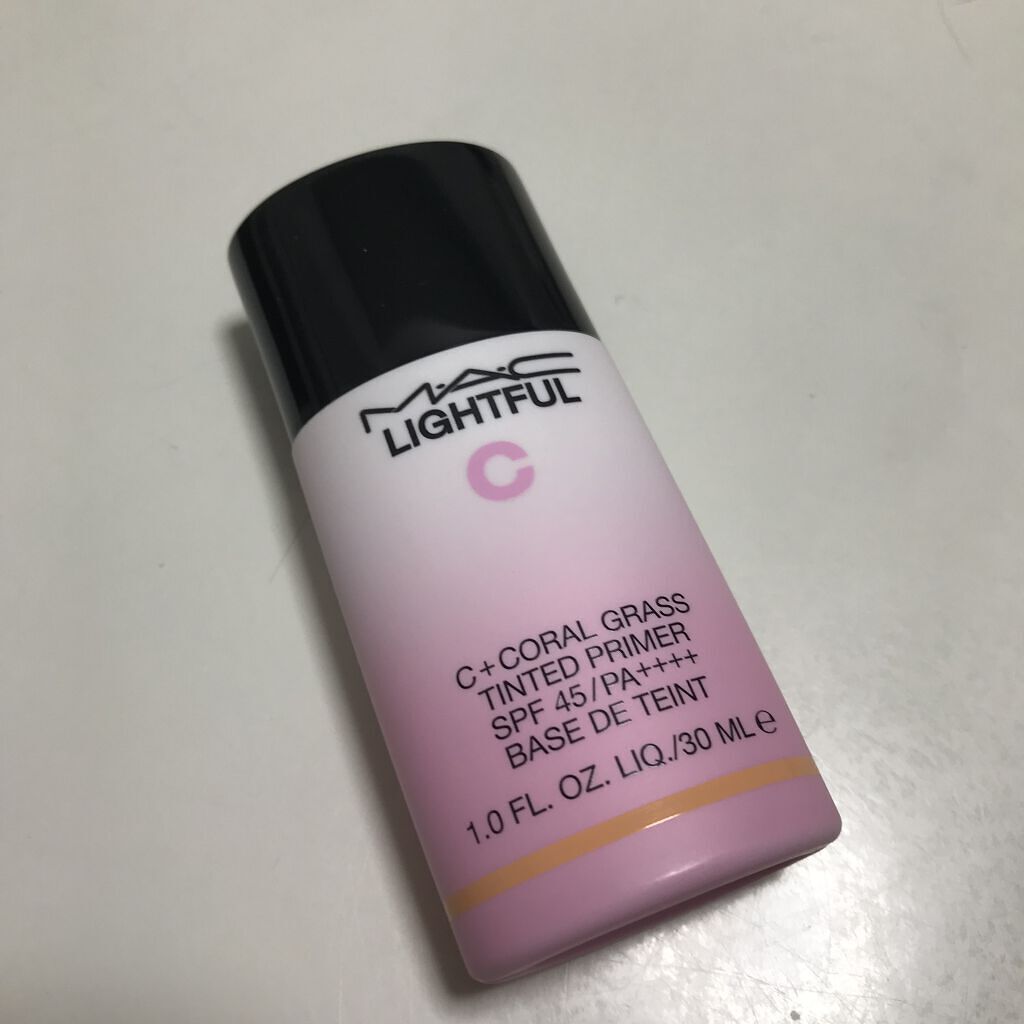 M·A·C
LIGHTFUL
C
C+CORAL GRASS
TINTED PRIMER
SPF 45/PA++++
BASE DE TEINT
1.0 FL. OZ. LIQ./30 ML ℮